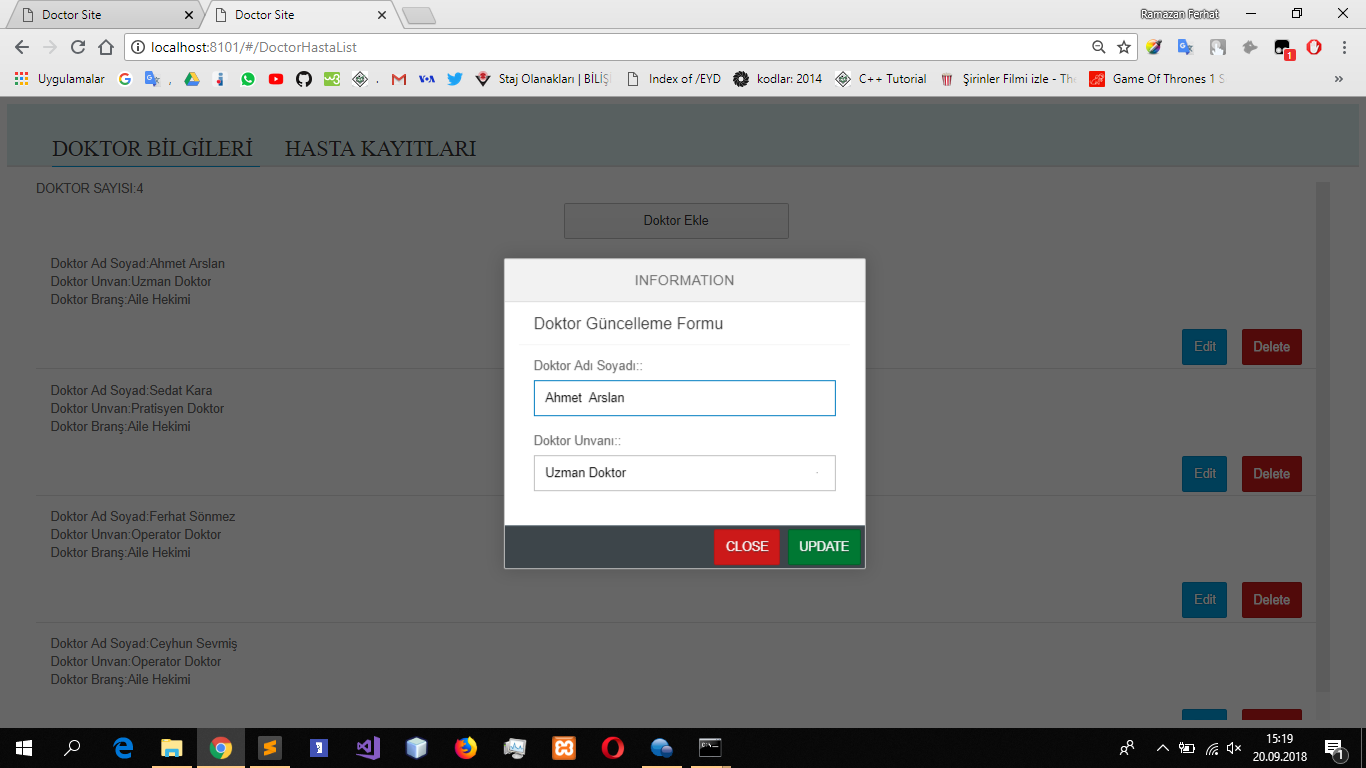 Doctor Site
Doctor Site
Ramazan Ferhat
localhost:8101/#/DoctorHastaList
Uygulamalar
Staj Olanakları | BİLİŞ
Index of /EYD
kodlar: 2014
C++ Tutorial
Şirinler Filmi izle - The
Game Of Thrones 1 S
DOKTOR BİLGİLERİ
HASTA KAYITLARI
DOKTOR SAYISI:4
Doktor Ekle
Doktor Ad Soyad:Ahmet Arslan
Doktor Unvan:Uzman Doktor
Doktor Branş:Aile Hekimi
Edit
Delete
Doktor Ad Soyad:Sedat Kara
Doktor Unvan:Pratisyen Doktor
Doktor Branş:Aile Hekimi
Edit
Delete
Doktor Ad Soyad:Ferhat Sönmez
Doktor Unvan:Operator Doktor
Doktor Branş:Aile Hekimi
Edit
Delete
Doktor Ad Soyad:Ceyhun Sevmiş
Doktor Unvan:Operator Doktor
Doktor Branş:Aile Hekimi
INFORMATION
Doktor Güncelleme Formu
Doktor Adı Soyadı::
Ahmet  Arslan
Doktor Unvanı::
Uzman Doktor
CLOSE
UPDATE
15:19
20.09.2018
1